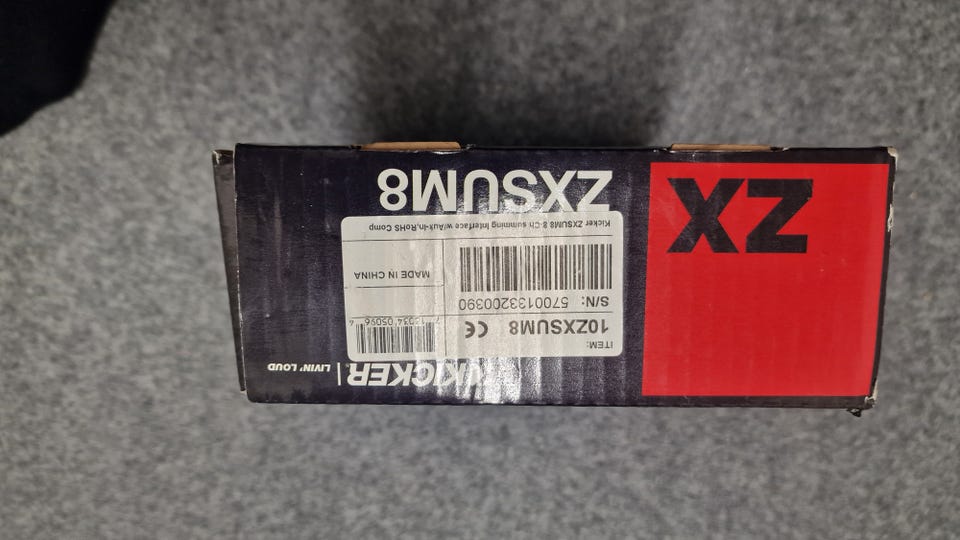 KICKER | LIVIN' LOUD
ITEM:
10ZXSUM8 CE
S/N: 5700133200390
MADE IN CHINA
Kicker ZXSUM8 8-Ch summing Interface w/Aux-In,RoHS Comp
ZXSUM8
ZX